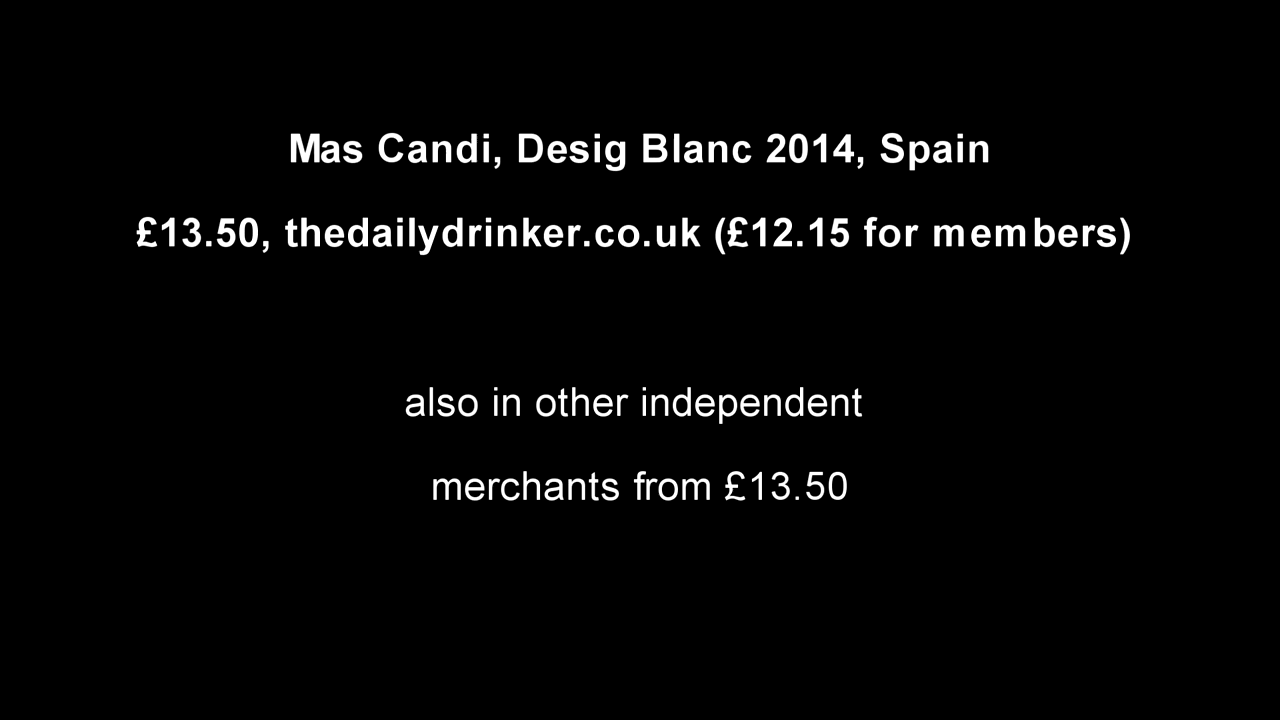 Mas Candi, Desig Blanc 2014, Spain
£13.50, thedailydrinker.co.uk (£12.15 for members)
also in other independent
merchants from £13.50